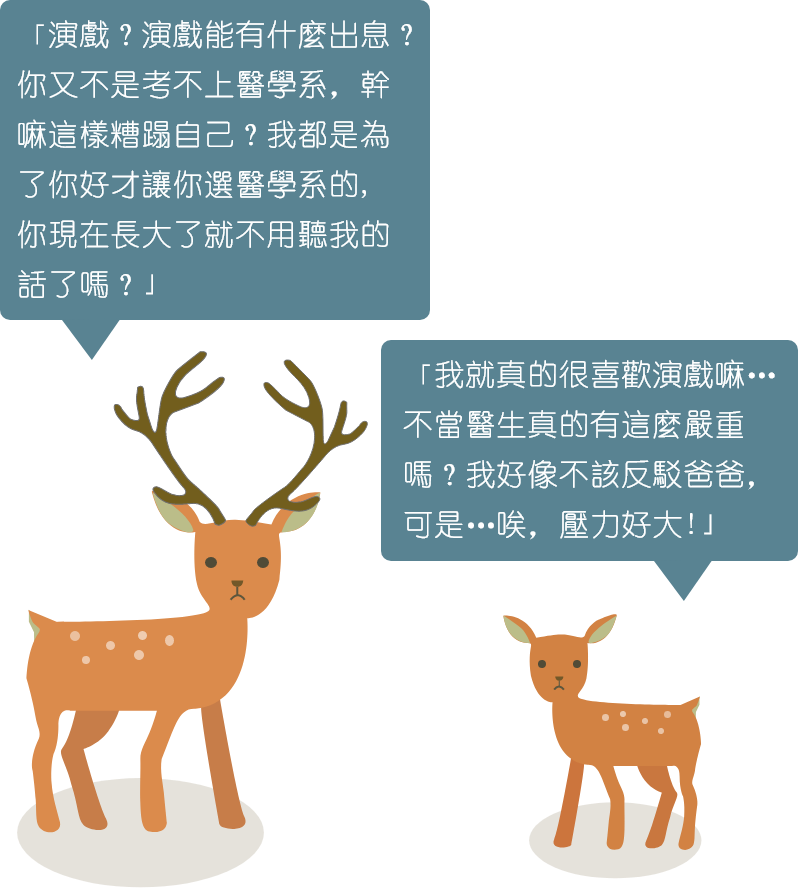 「演戲？演戲能有什麼出息？
你又不是考不上醫學系，幹
嘛這樣糟蹋自己？我都是為
了你好才讓你選醫學系的，
你現在長大了就不用聽我的
話了嗎？」
「我就真的很喜歡演戲嘛…
不當醫生真的有這麼嚴重
嗎？我好像不該反駁爸爸，
可是…唉，壓力好大!」